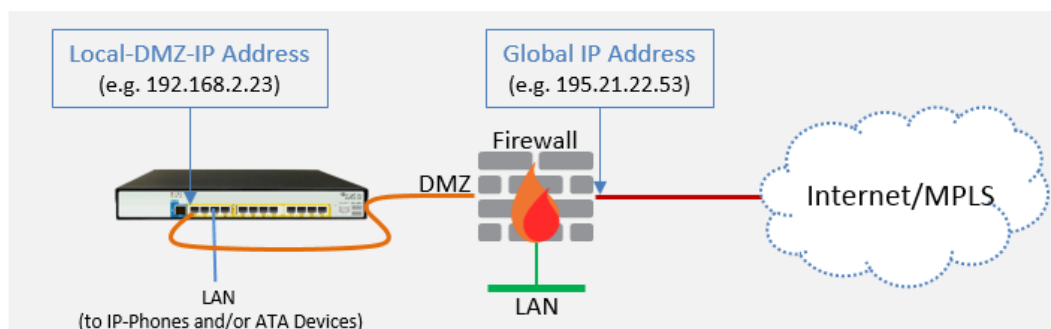 Local-DMZ-IP Address
(e.g. 192.168.2.23)
Global IP Address
(e.g. 195.21.22.53)
Firewall
DMZ
Internet/MPLS
LAN
(to IP-Phones and/or ATA Devices)
LAN